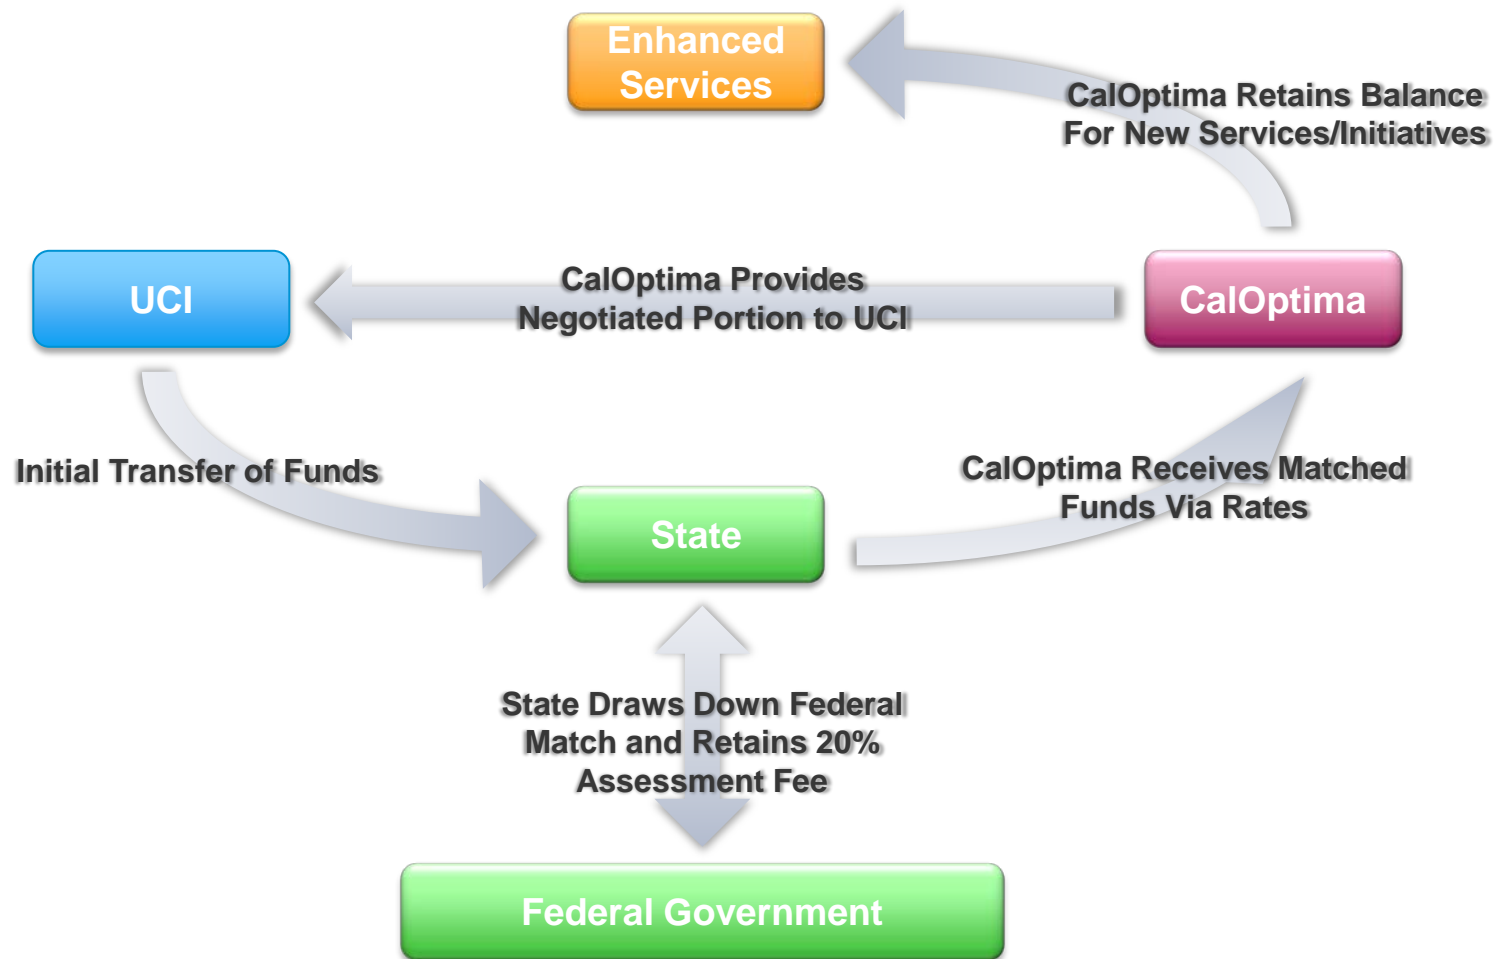 Enhanced
Services
CalOptima Retains Balance
For New Services/Initiatives
UCI
CalOptima Provides
Negotiated Portion to UCI
CalOptima
Initial Transfer of Funds
CalOptima Receives Matched
Funds Via Rates
State
State Draws Down Federal
Match and Retains 20%
Assessment Fee
Federal Government